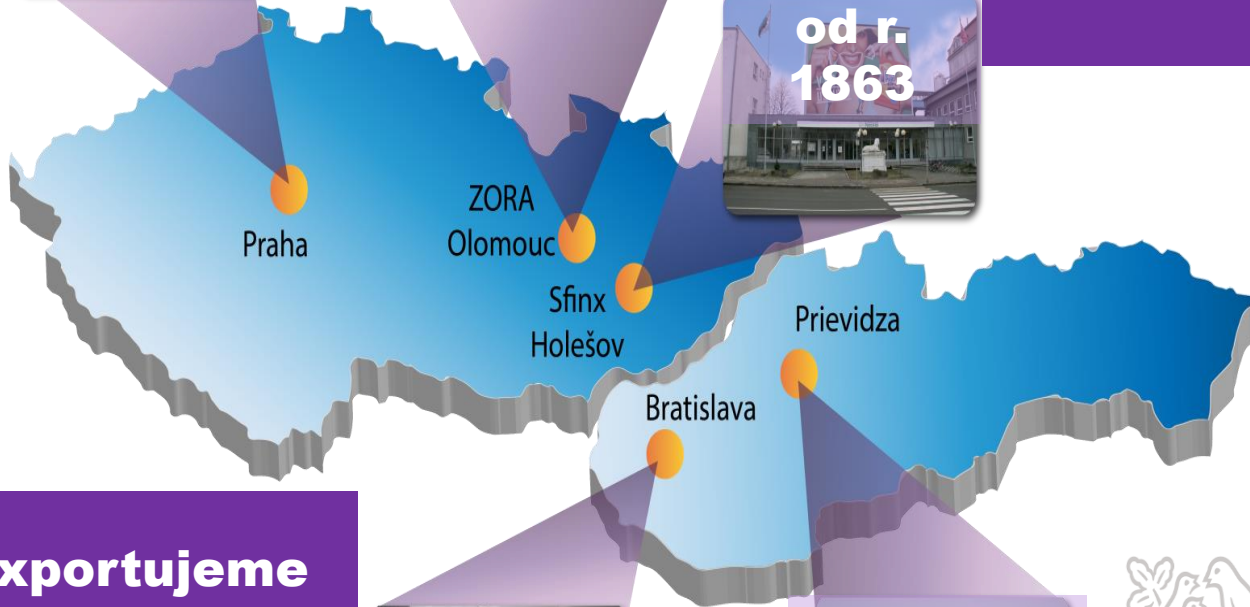 od r.
1863
ZORA
Olomouc
Praha
Sfinx
Holešov
Prievidza
Bratislava
xportujeme